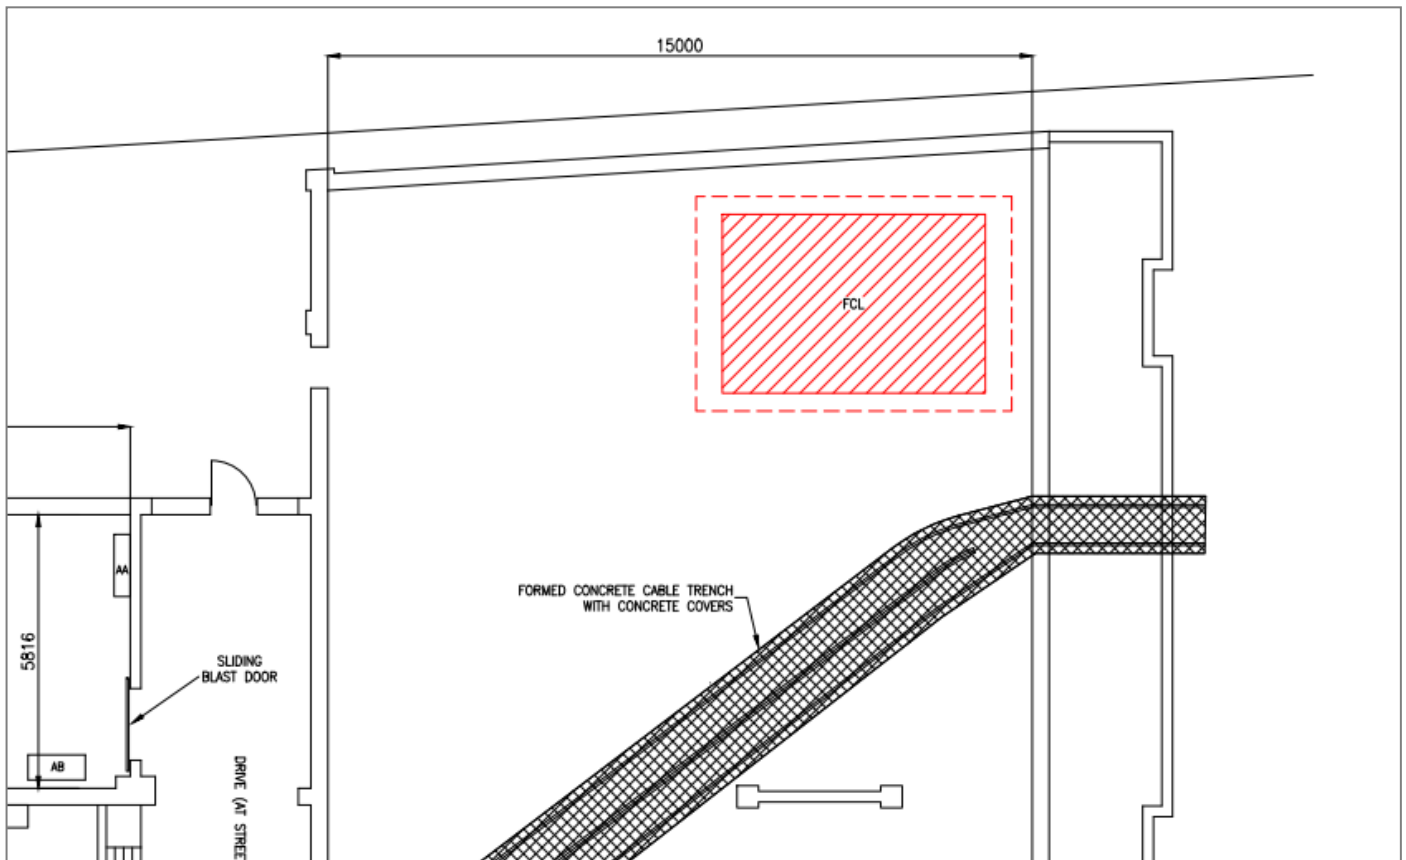 15000
FCL
FORMED CONCRETE CABLE TRENCH
WITH CONCRETE COVERS
AA
5816
SLIDING
BLAST DOOR
AB
DRIVE (AT STREE